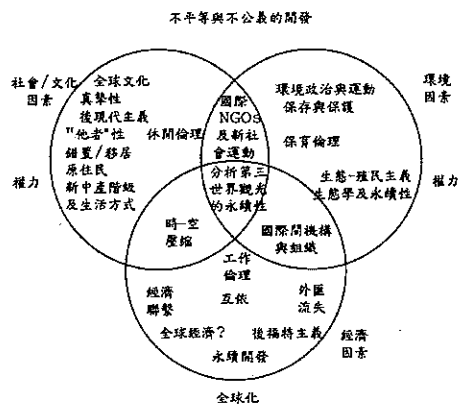 不平等與不公義的開發
社會/文化
因素
權力
全球文化
真摯性
後現代主義
"他者"性
錯置/移居
原住民
新中產階級
及生活方式
休閒倫理
國際
NGOs
及新社
會運動
分析第三
世界觀光
的永續性
環境政治與運動
保存與保護
保育倫理
生態-殖民主義
生態學及永續性
環境
因素
權力
時-空
壓縮
國際間機構
與組織
工作
倫理
經濟
聯繫
互依
外匯
流失
全球經濟?
後福特主義
永續開發
經濟
因素
全球化